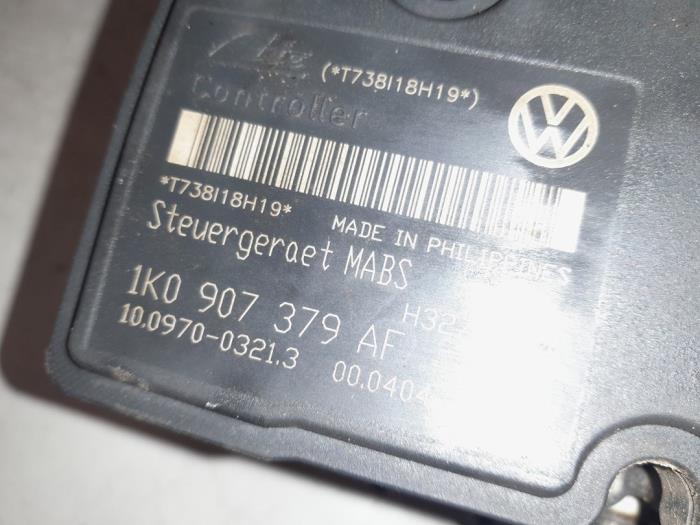 Ate (*T738I18H19*)
Controller
*T738I18H19*
MADE IN PHILIPPINES
Steuergeraet MABS
1K0 907 379 AF H32
10.0970-0321.3 00.0404